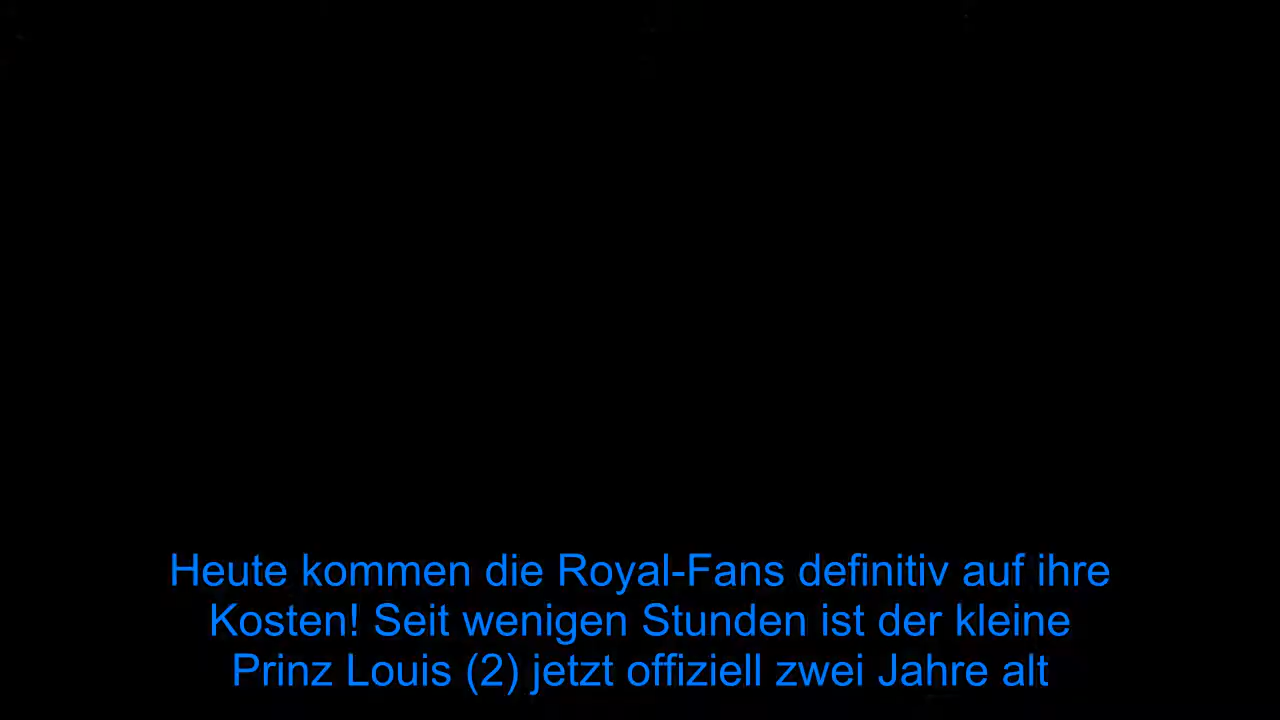 Heute kommen die Royal-Fans definitiv auf ihre
Kosten! Seit wenigen Stunden ist der kleine
Prinz Louis (2) jetzt offiziell zwei Jahre alt